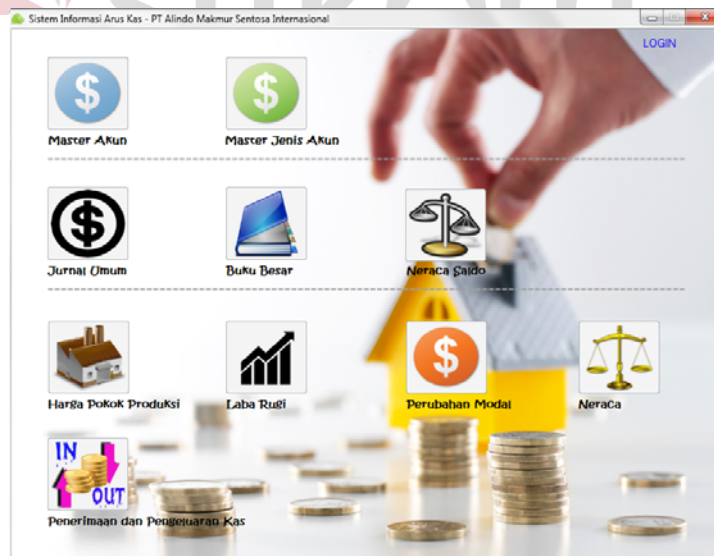 Sistem Informasi Arus Kas - PT Alindo Makmur Sentosa Internasional
LOGIN
Master Akun
Master Jenis Akun
Jurnal Umum
Buku Besar
Neraca Saldo
Harga Pokok Produksi
Laba Rugi
Perubahan Modal
Neraca
IN
OUT
Penerimaan dan Pengeluaran Kas